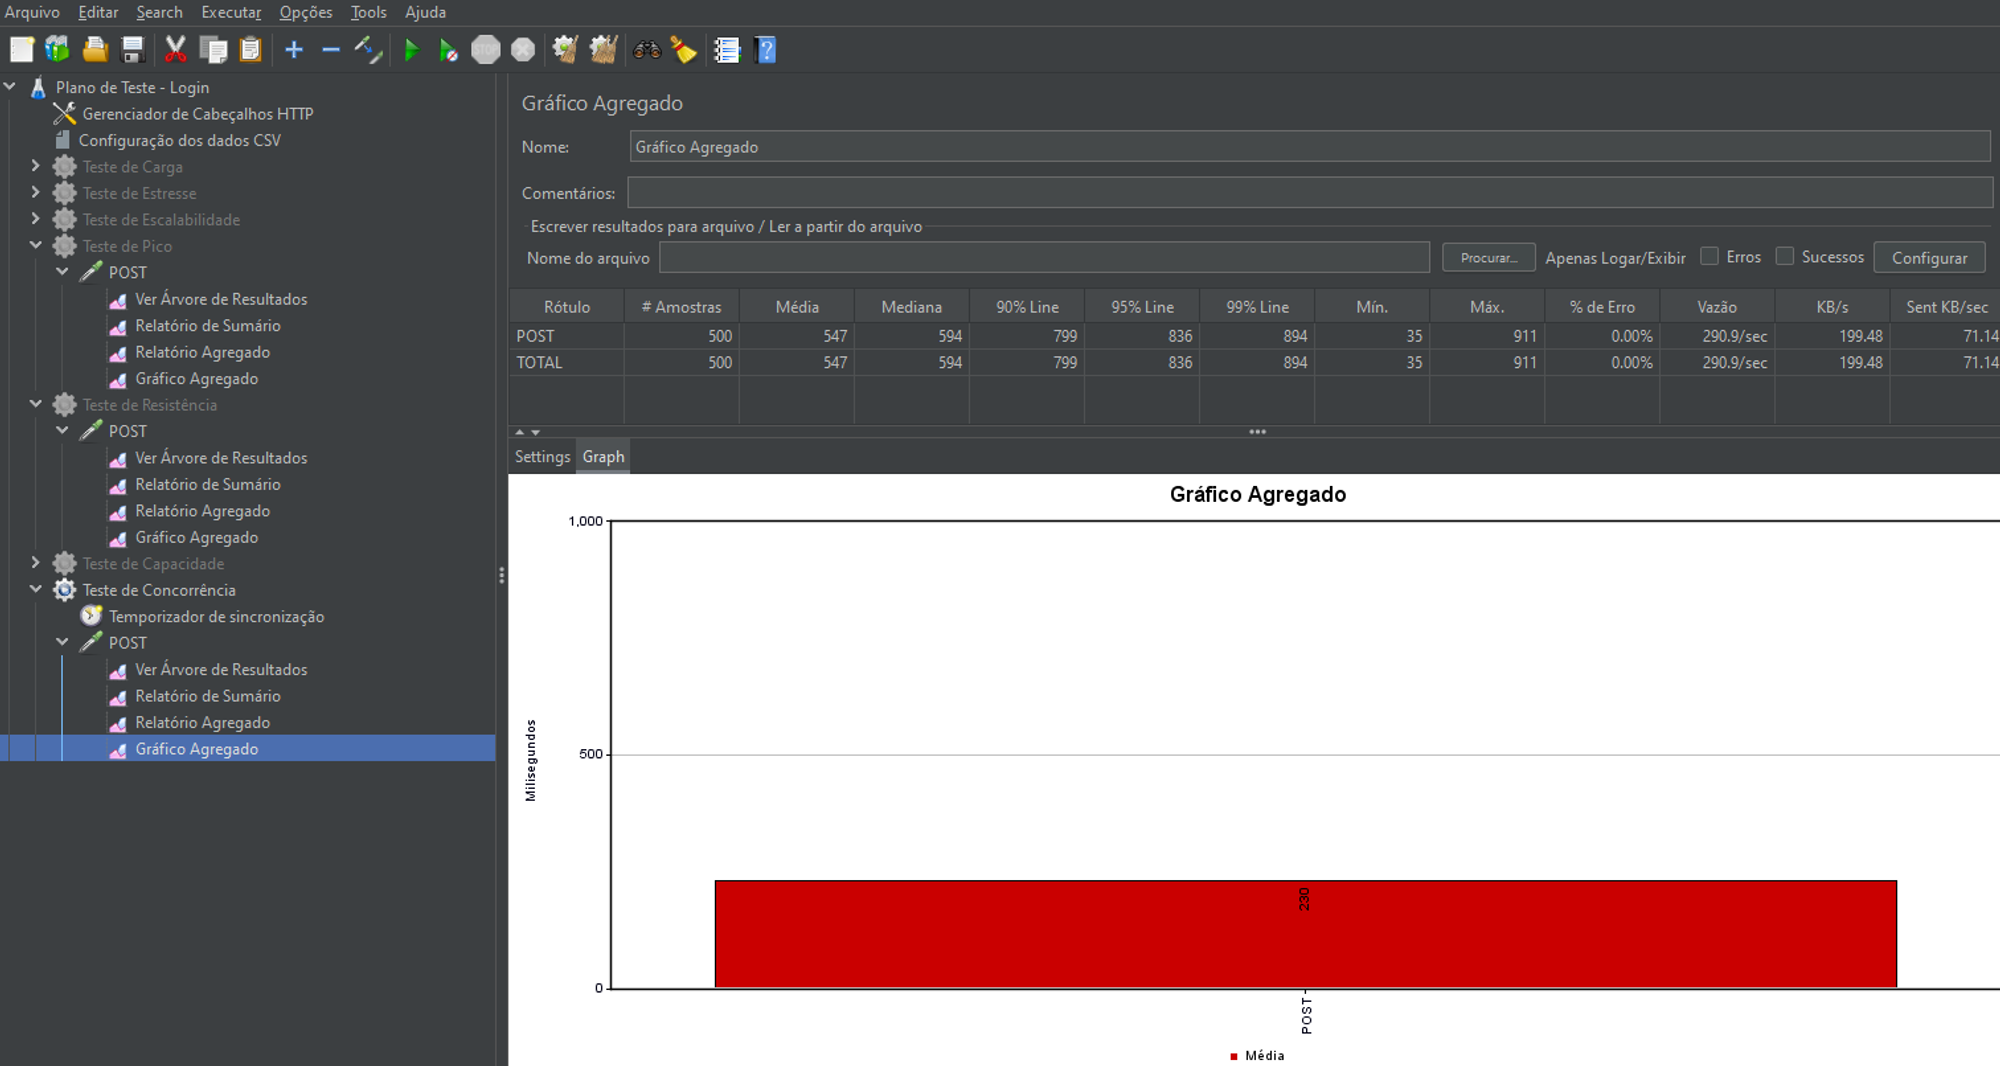 Arquivo Editar Search Executar Opções Tools Ajuda
STOP
?
Plano de Teste - Login
Gerenciador de Cabeçalhos HTTP
Configuração dos dados CSV
Teste de Carga
Teste de Estresse
Teste de Escalabilidade
Teste de Pico
POST
Ver Árvore de Resultados
Relatório de Sumário
Relatório Agregado
Gráfico Agregado
Teste de Resistência
POST
Ver Árvore de Resultados
Relatório de Sumário
Relatório Agregado
Gráfico Agregado
Teste de Capacidade
Teste de Concorrência
Temporizador de sincronização
POST
Ver Árvore de Resultados
Relatório de Sumário
Relatório Agregado
Gráfico Agregado
Gráfico Agregado
Nome: Gráfico Agregado
Comentários:
Escrever resultados para arquivo / Ler a partir do arquivo
Nome do arquivo Procurar... Apenas Logar/Exibir Erros Sucessos Configurar
Rótulo # Amostras Média Mediana 90% Line 95% Line 99% Line Mín. Máx. % de Erro Vazão KB/s Sent KB/sec
POST 500 547 594 799 836 894 35 911 0.00% 290.9/sec 199.48 71.14
TOTAL 500 547 594 799 836 894 35 911 0.00% 290.9/sec 199.48 71.14
Settings Graph
Gráfico Agregado
1,000
500
0
Milisegundos
230
POST
Média